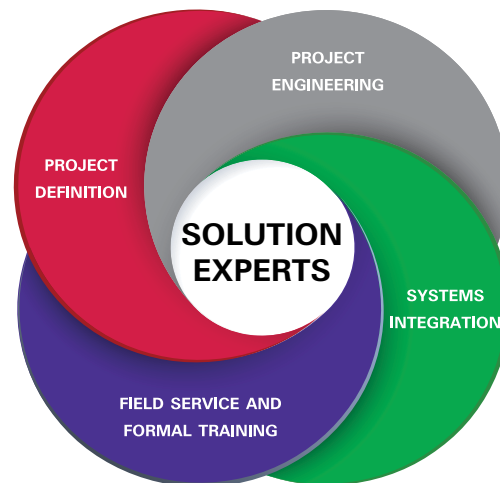 PROJECT
ENGINEERING
PROJECT
DEFINITION
SOLUTION
EXPERTS
SYSTEMS
INTEGRATION
FIELD SERVICE AND
FORMAL TRAINING